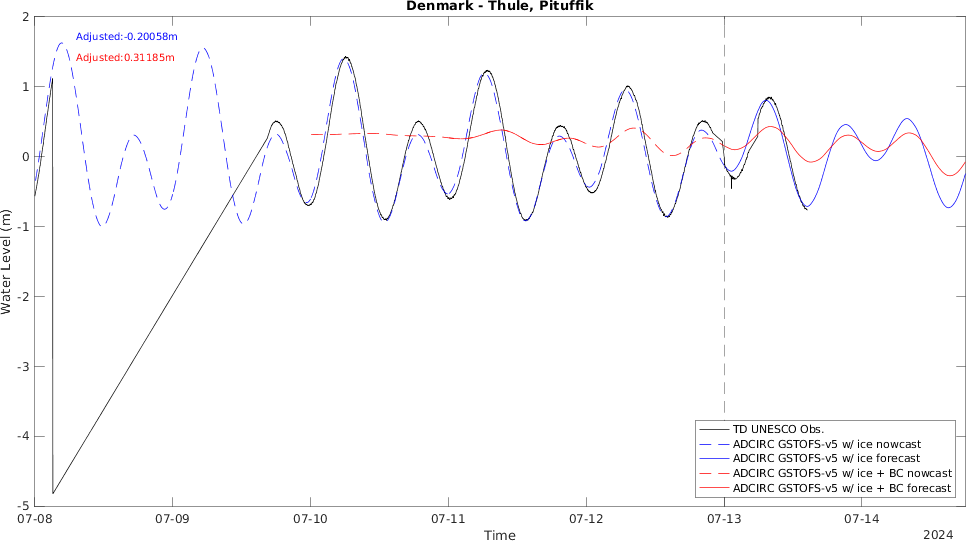 Denmark - Thule, Pituffik
Adjusted:-0.20058m
Adjusted:0.31185m
2
1
0
-1
-2
-3
-4
-5
Water Level (m)
TD UNESCO Obs.
ADCIRC GSTOFS-v5 w/ ice nowcast
ADCIRC GSTOFS-v5 w/ ice forecast
ADCIRC GSTOFS-v5 w/ ice + BC nowcast
ADCIRC GSTOFS-v5 w/ ice + BC forecast
07-08 07-09 07-10 07-11 07-12 07-13 07-14
Time
2024